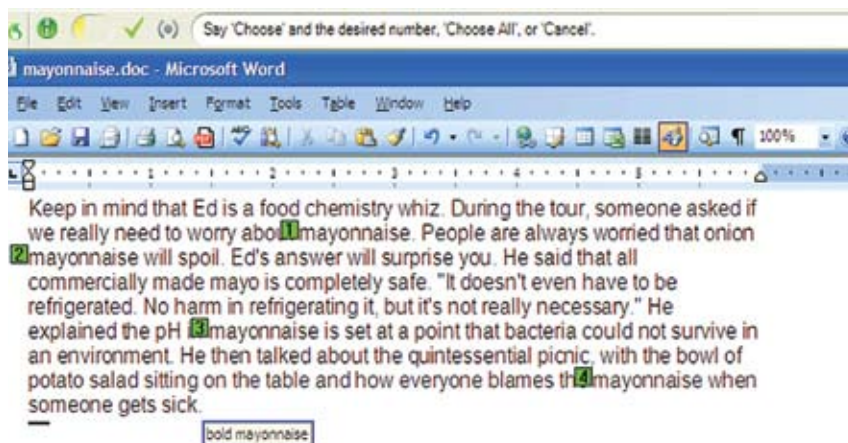 Say 'Choose' and the desired number, 'Choose All', or 'Cancel'.
mayonnaise.doc - Microsoft Word
File Edit View Insert Format Tools Table Window Help
100%
1 2 3 4 5
Keep in mind that Ed is a food chemistry whiz. During the tour, someone asked if
we really need to worry abou 1 mayonnaise. People are always worried that onion
2 mayonnaise will spoil. Ed's answer will surprise you. He said that all
commercially made mayo is completely safe. "It doesn't even have to be
refrigerated. No harm in refrigerating it, but it's not really necessary." He
explained the pH i 3 mayonnaise is set at a point that bacteria could not survive in
an environment. He then talked about the quintessential picnic, with the bowl of
potato salad sitting on the table and how everyone blames th 4 mayonnaise when
someone gets sick.
bold mayonnaise